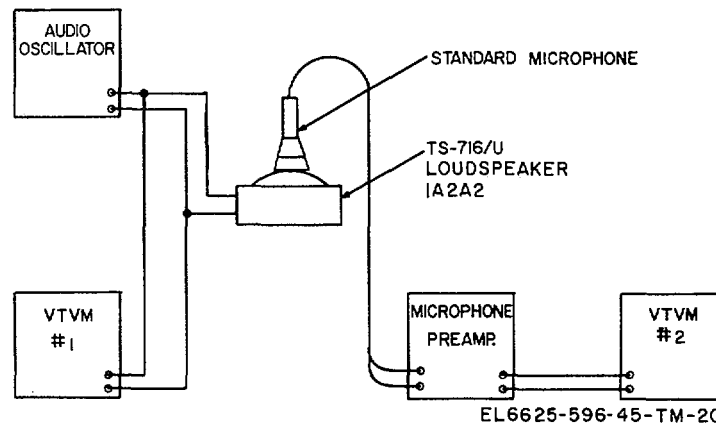 AUDIO
OSCILLATOR
STANDARD MICROPHONE
TS-716/U
LOUDSPEAKER
1A2A2
VTVM
#1
MICROPHONE
PREAMP.
VTVM
#2
EL6625-596-45-TM-20